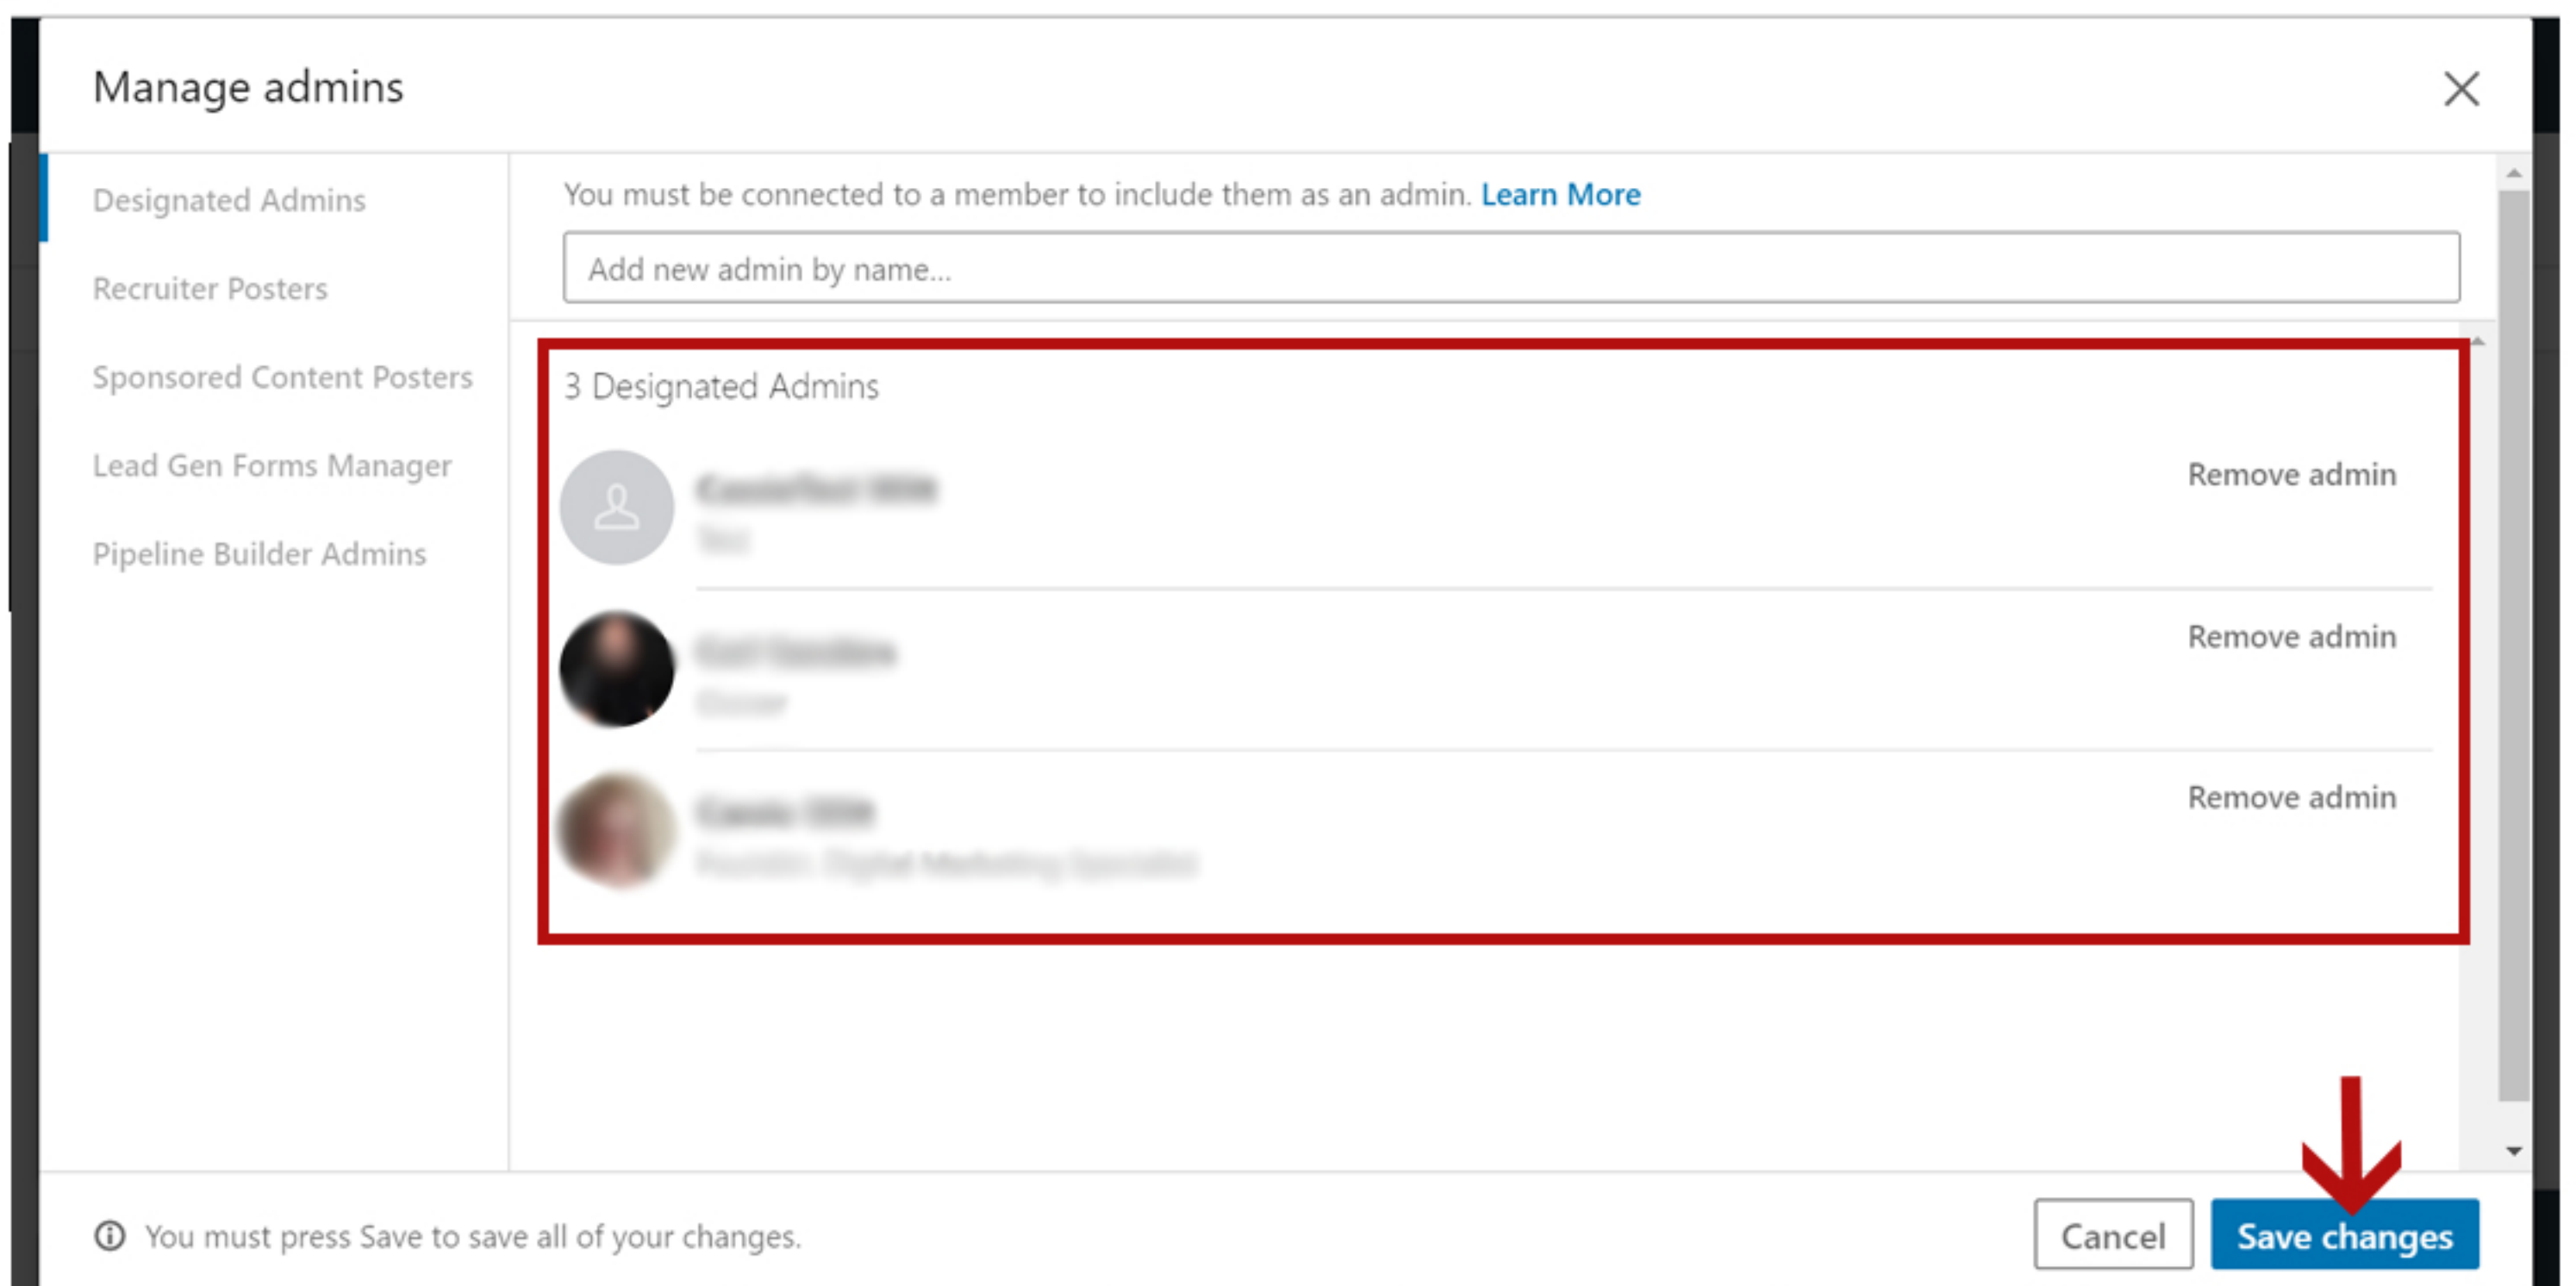 Manage admins
Designated Admins
Recruiter Posters
Sponsored Content Posters
Lead Gen Forms Manager
Pipeline Builder Admins
You must be connected to a member to include them as an admin. Learn More
Add new admin by name...
3 Designated Admins
Remove admin
Remove admin
Remove admin
You must press Save to save all of your changes.
Cancel
Save changes